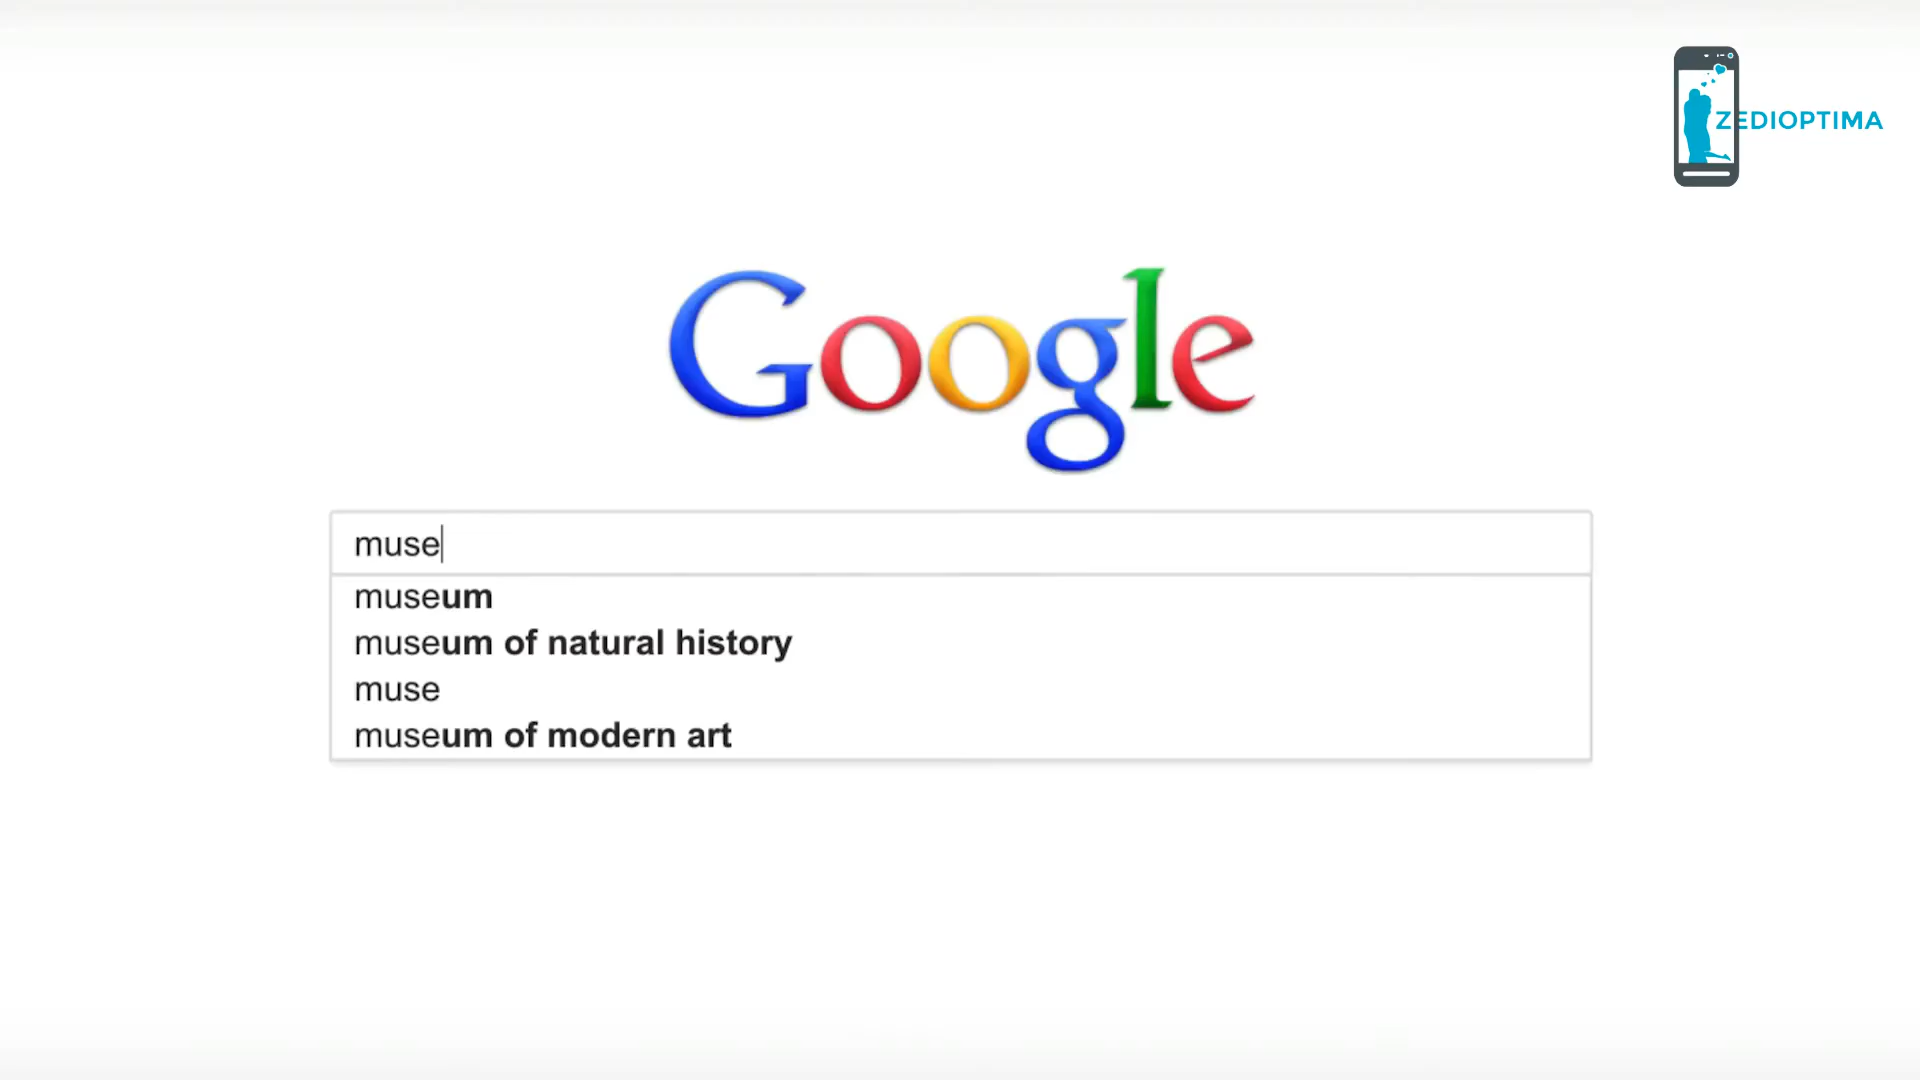 ZEDIOPTIMA
Google
muse
museum
museum of natural history
muse
museum of modern art